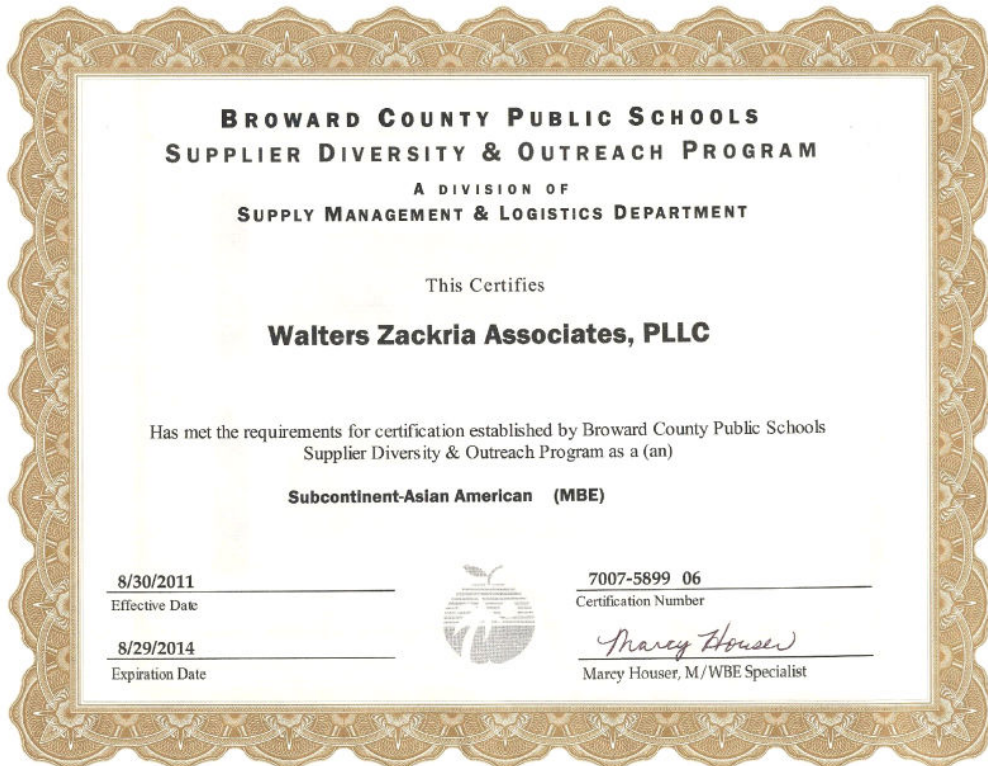 BROWARD COUNTY PUBLIC SCHOOLS
SUPPLIER DIVERSITY & OUTREACH PROGRAM
A DIVISION OF
SUPPLY MANAGEMENT & LOGISTICS DEPARTMENT
This Certifies
Walters Zackria Associates, PLLC
Has met the requirements for certification established by Broward County Public Schools
Supplier Diversity & Outreach Program as a (an)
Subcontinent-Asian American (MBE)
8/30/2011
Effective Date
8/29/2014
Expiration Date
7007-5899 06
Certification Number
Marcy Houser
Marcy Houser, M/WBE Specialist